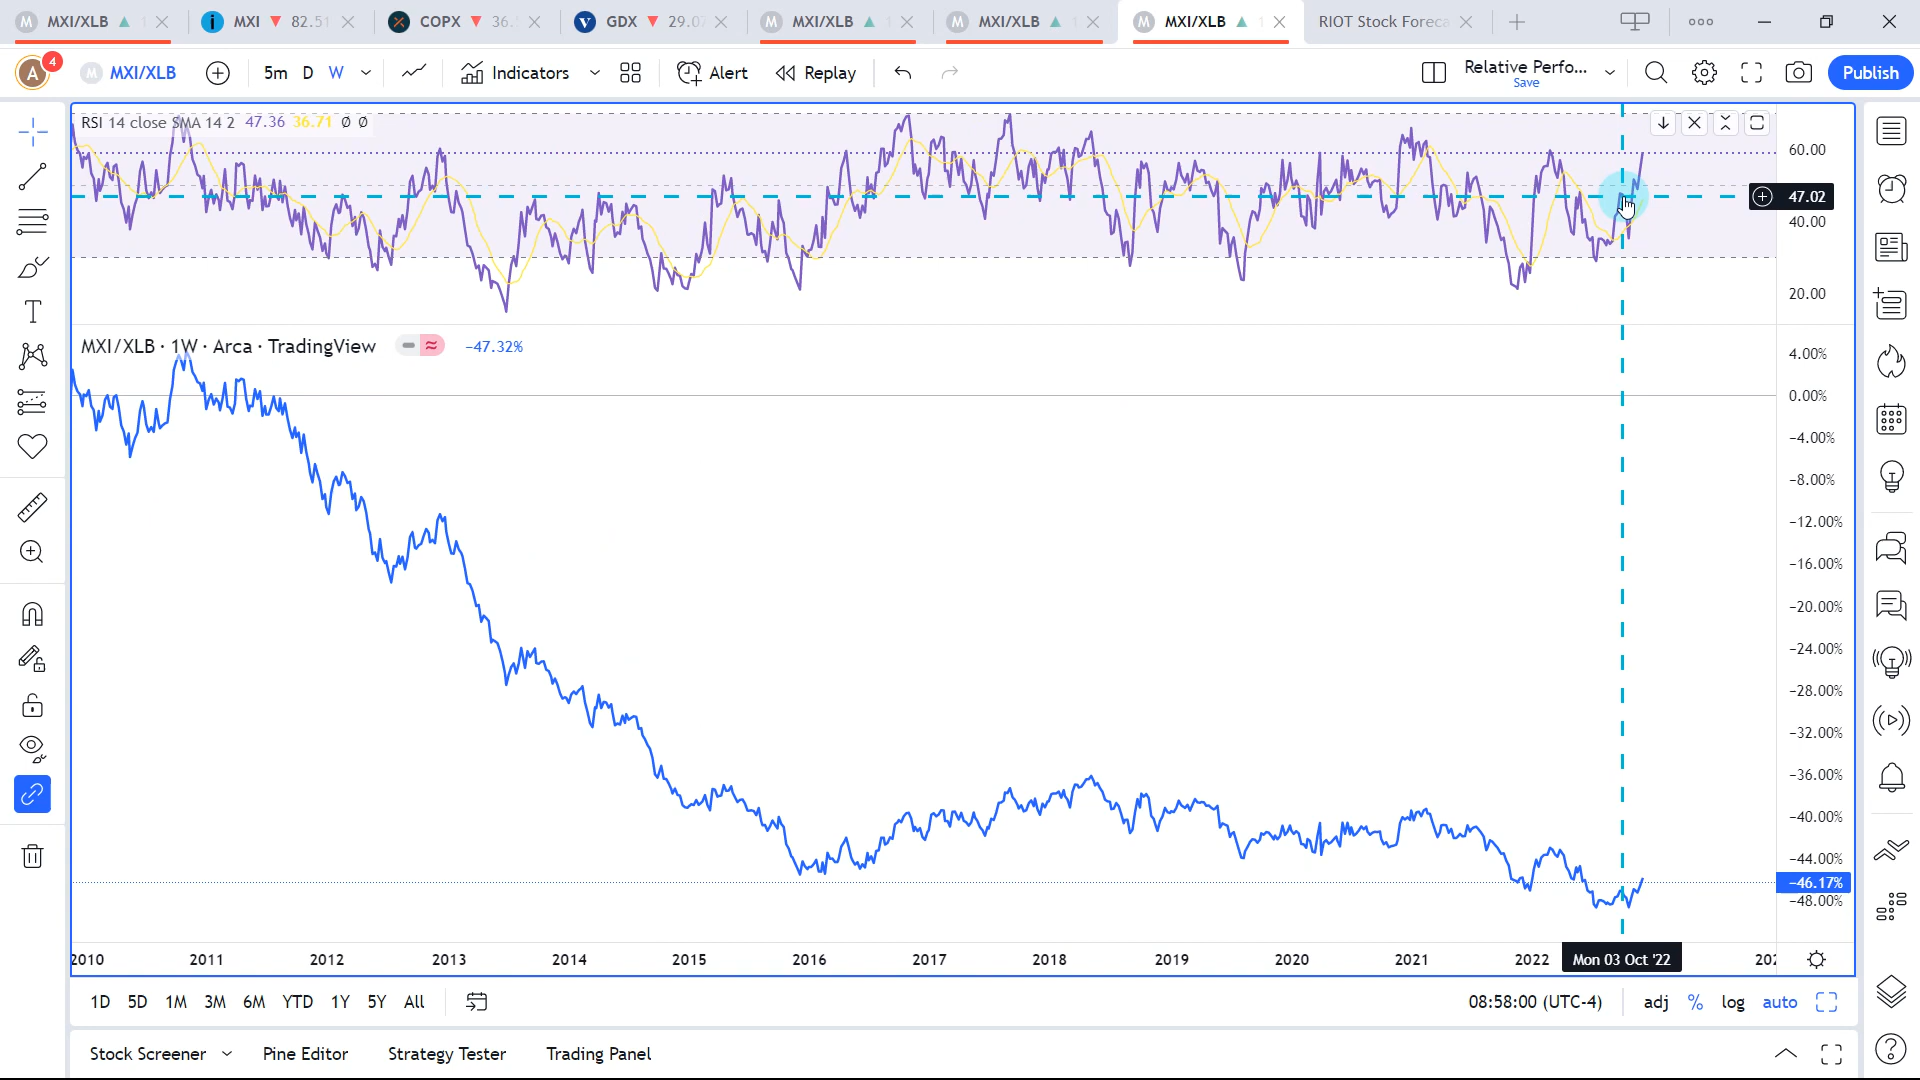 MXI/XLB 1
MXI 82.51
COPX 36.
GDX 29.07
MXI/XLB 1
MXI/XLB 1
MXI/XLB 1
RIOT Stock Foreca
A 4
M MXI/XLB
5m D W
Indicators
Alert
Replay
Relative Perfo...
Save
Publish
RSI 14 close SMA 14 2 47.36 36.71 Ø Ø
60.00
47.02
40.00
20.00
MXI/XLB · 1W · Arca · TradingView −47.32%
4.00%
0.00%
−4.00%
−8.00%
−12.00%
−16.00%
−20.00%
−24.00%
−28.00%
−32.00%
−36.00%
−40.00%
−44.00%
−46.17%
−48.00%
2010 2011 2012 2013 2014 2015 2016 2017 2018 2019 2020 2021 2022 Mon 03 Oct '22 202
1D 5D 1M 3M 6M YTD 1Y 5Y All
08:58:00 (UTC-4) adj % log auto
Stock Screener Pine Editor Strategy Tester Trading Panel